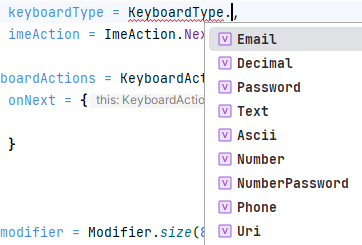 keyboardType = KeyboardType.,
imeAction = ImeAction.Nex
boardActions = KeyboardAc
onNext = { this: KeyboardActio
}
modifier = Modifier.size(8
Email
Decimal
Password
Text
Ascii
Number
NumberPassword
Phone
Uri